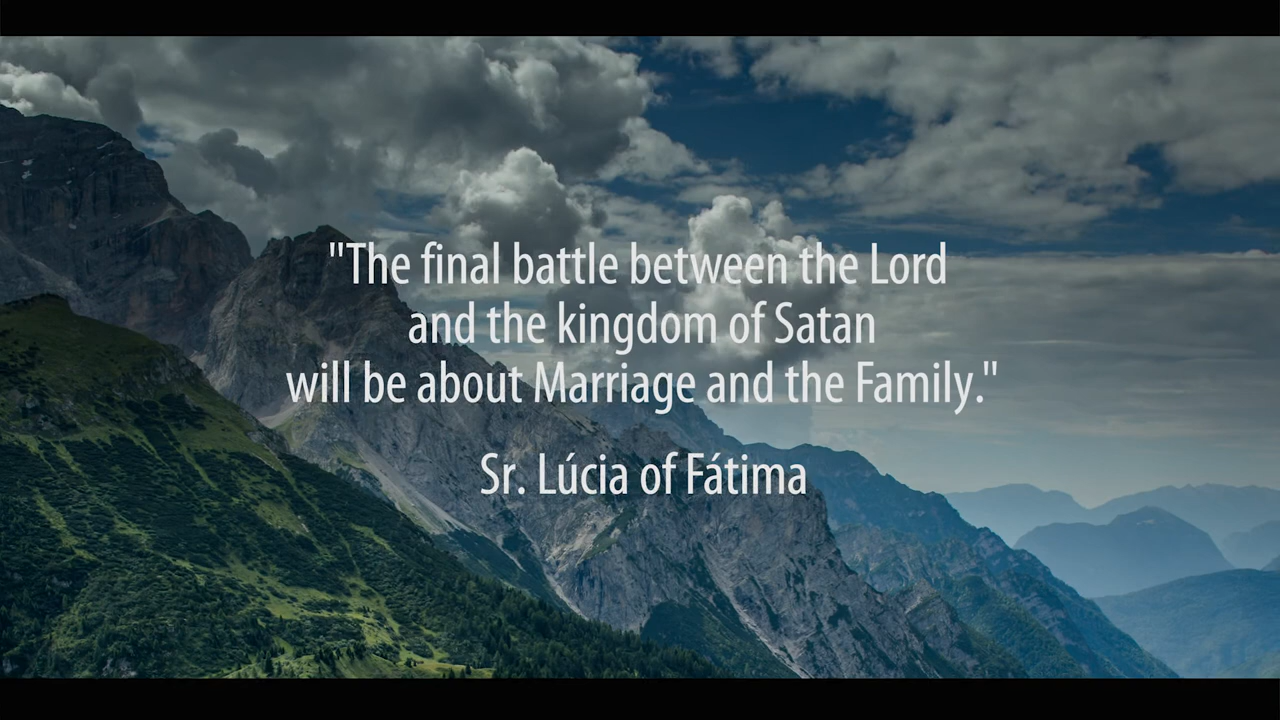 "The final battle between the Lord
and the kingdom of Satan
will be about Marriage and the Family."
Sr. Lúcia of Fátima